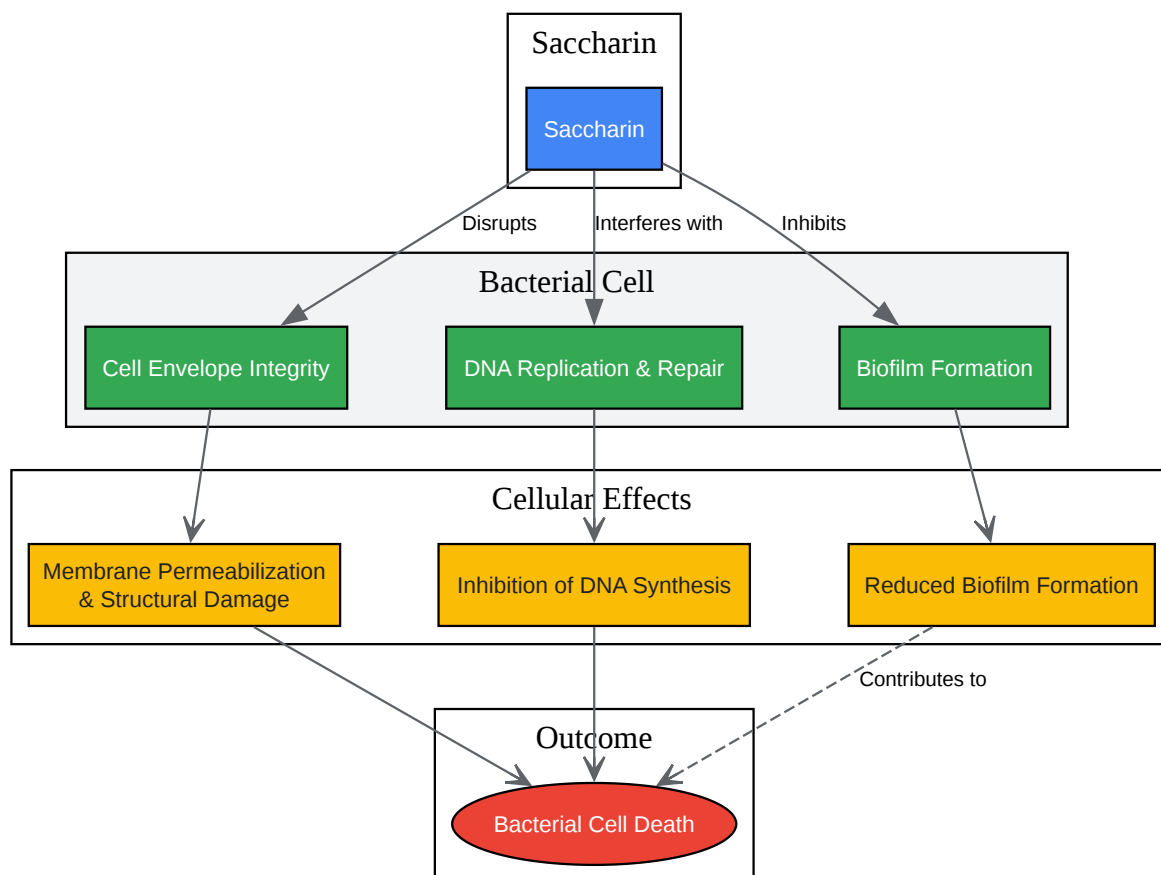 Saccharin
Saccharin
Disrupts
Interferes with
Inhibits
Bacterial Cell
Cell Envelope Integrity
DNA Replication & Repair
Biofilm Formation
Cellular Effects
Membrane Permeabilization
& Structural Damage
Inhibition of DNA Synthesis
Reduced Biofilm Formation
Contributes to
Outcome
Bacterial Cell Death